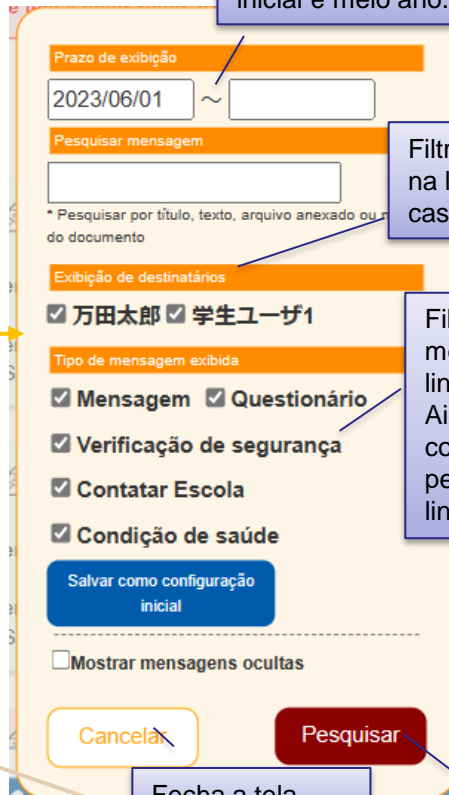 inicial é meio ano.
Prazo de exibição
2023/06/01 ～
Pesquisar mensagem
Filtr
na l
cas
* Pesquisar por título, texto, arquivo anexado ou n
do documento
Exibição de destinatários
万田太郎 学生ユーザ1
Tipo de mensagem exibida
Mensagem Questionário
Verificação de segurança
Contatar Escola
Condição de saúde
Fil
me
lin
Ai
co
pe
lin
Salvar como configuração
inicial
Mostrar mensagens ocultas
Cancelar
Pesquisar
Fecha a tela